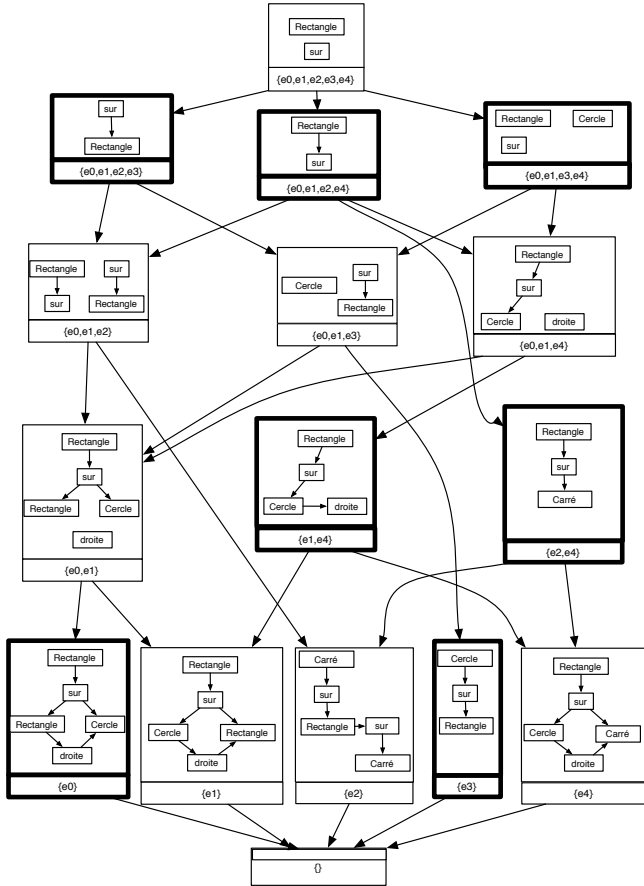 Rectangle
sur
{e0,e1,e2,e3,e4}
sur
Rectangle
{e0,e1,e2,e3}
Rectangle
sur
{e0,e1,e2,e4}
Rectangle Cercle
sur
{e0,e1,e3,e4}
Rectangle sur
sur Rectangle
{e0,e1,e2}
Cercle sur
Rectangle
{e0,e1,e3}
Rectangle
sur
Cercle droite
{e0,e1,e4}
Rectangle
sur
Rectangle Cercle
droite
{e0,e1}
Rectangle
sur
Cercle droite
{e1,e4}
Rectangle
sur
Carré
{e2,e4}
Rectangle
sur
Rectangle Cercle
droite
{e0}
Rectangle
sur
Cercle Rectangle
droite
{e1}
Carré
sur
Rectangle sur
Carré
{e2}
Cercle
sur
Rectangle
{e3}
Rectangle
sur
Cercle Carré
droite
{e4}
{}